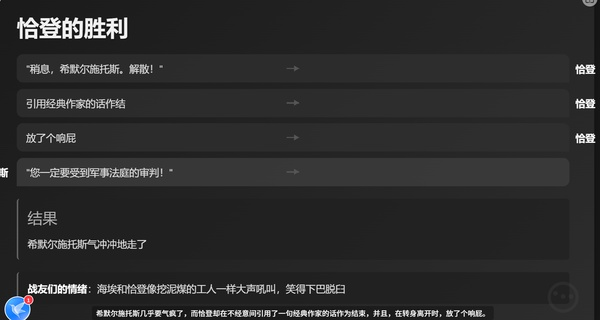 恰登的胜利
"稍息，希默尔施托斯。解散！" → 恰登
引用经典作家的话作结 → 恰登
放了个响屁 → 恰登
斯 "您一定要受到军事法庭的审判！" →
结果
希默尔施托斯气冲冲地走了
战友们的情绪：海埃和恰登像挖泥煤的工人一样大声吼叫，笑得下巴脱臼
1
希默尔施托斯几乎要气疯了，而恰登却在不经意间引用了一句经典作家的话作为结束，并且，在转身离开时，放了个响屁。